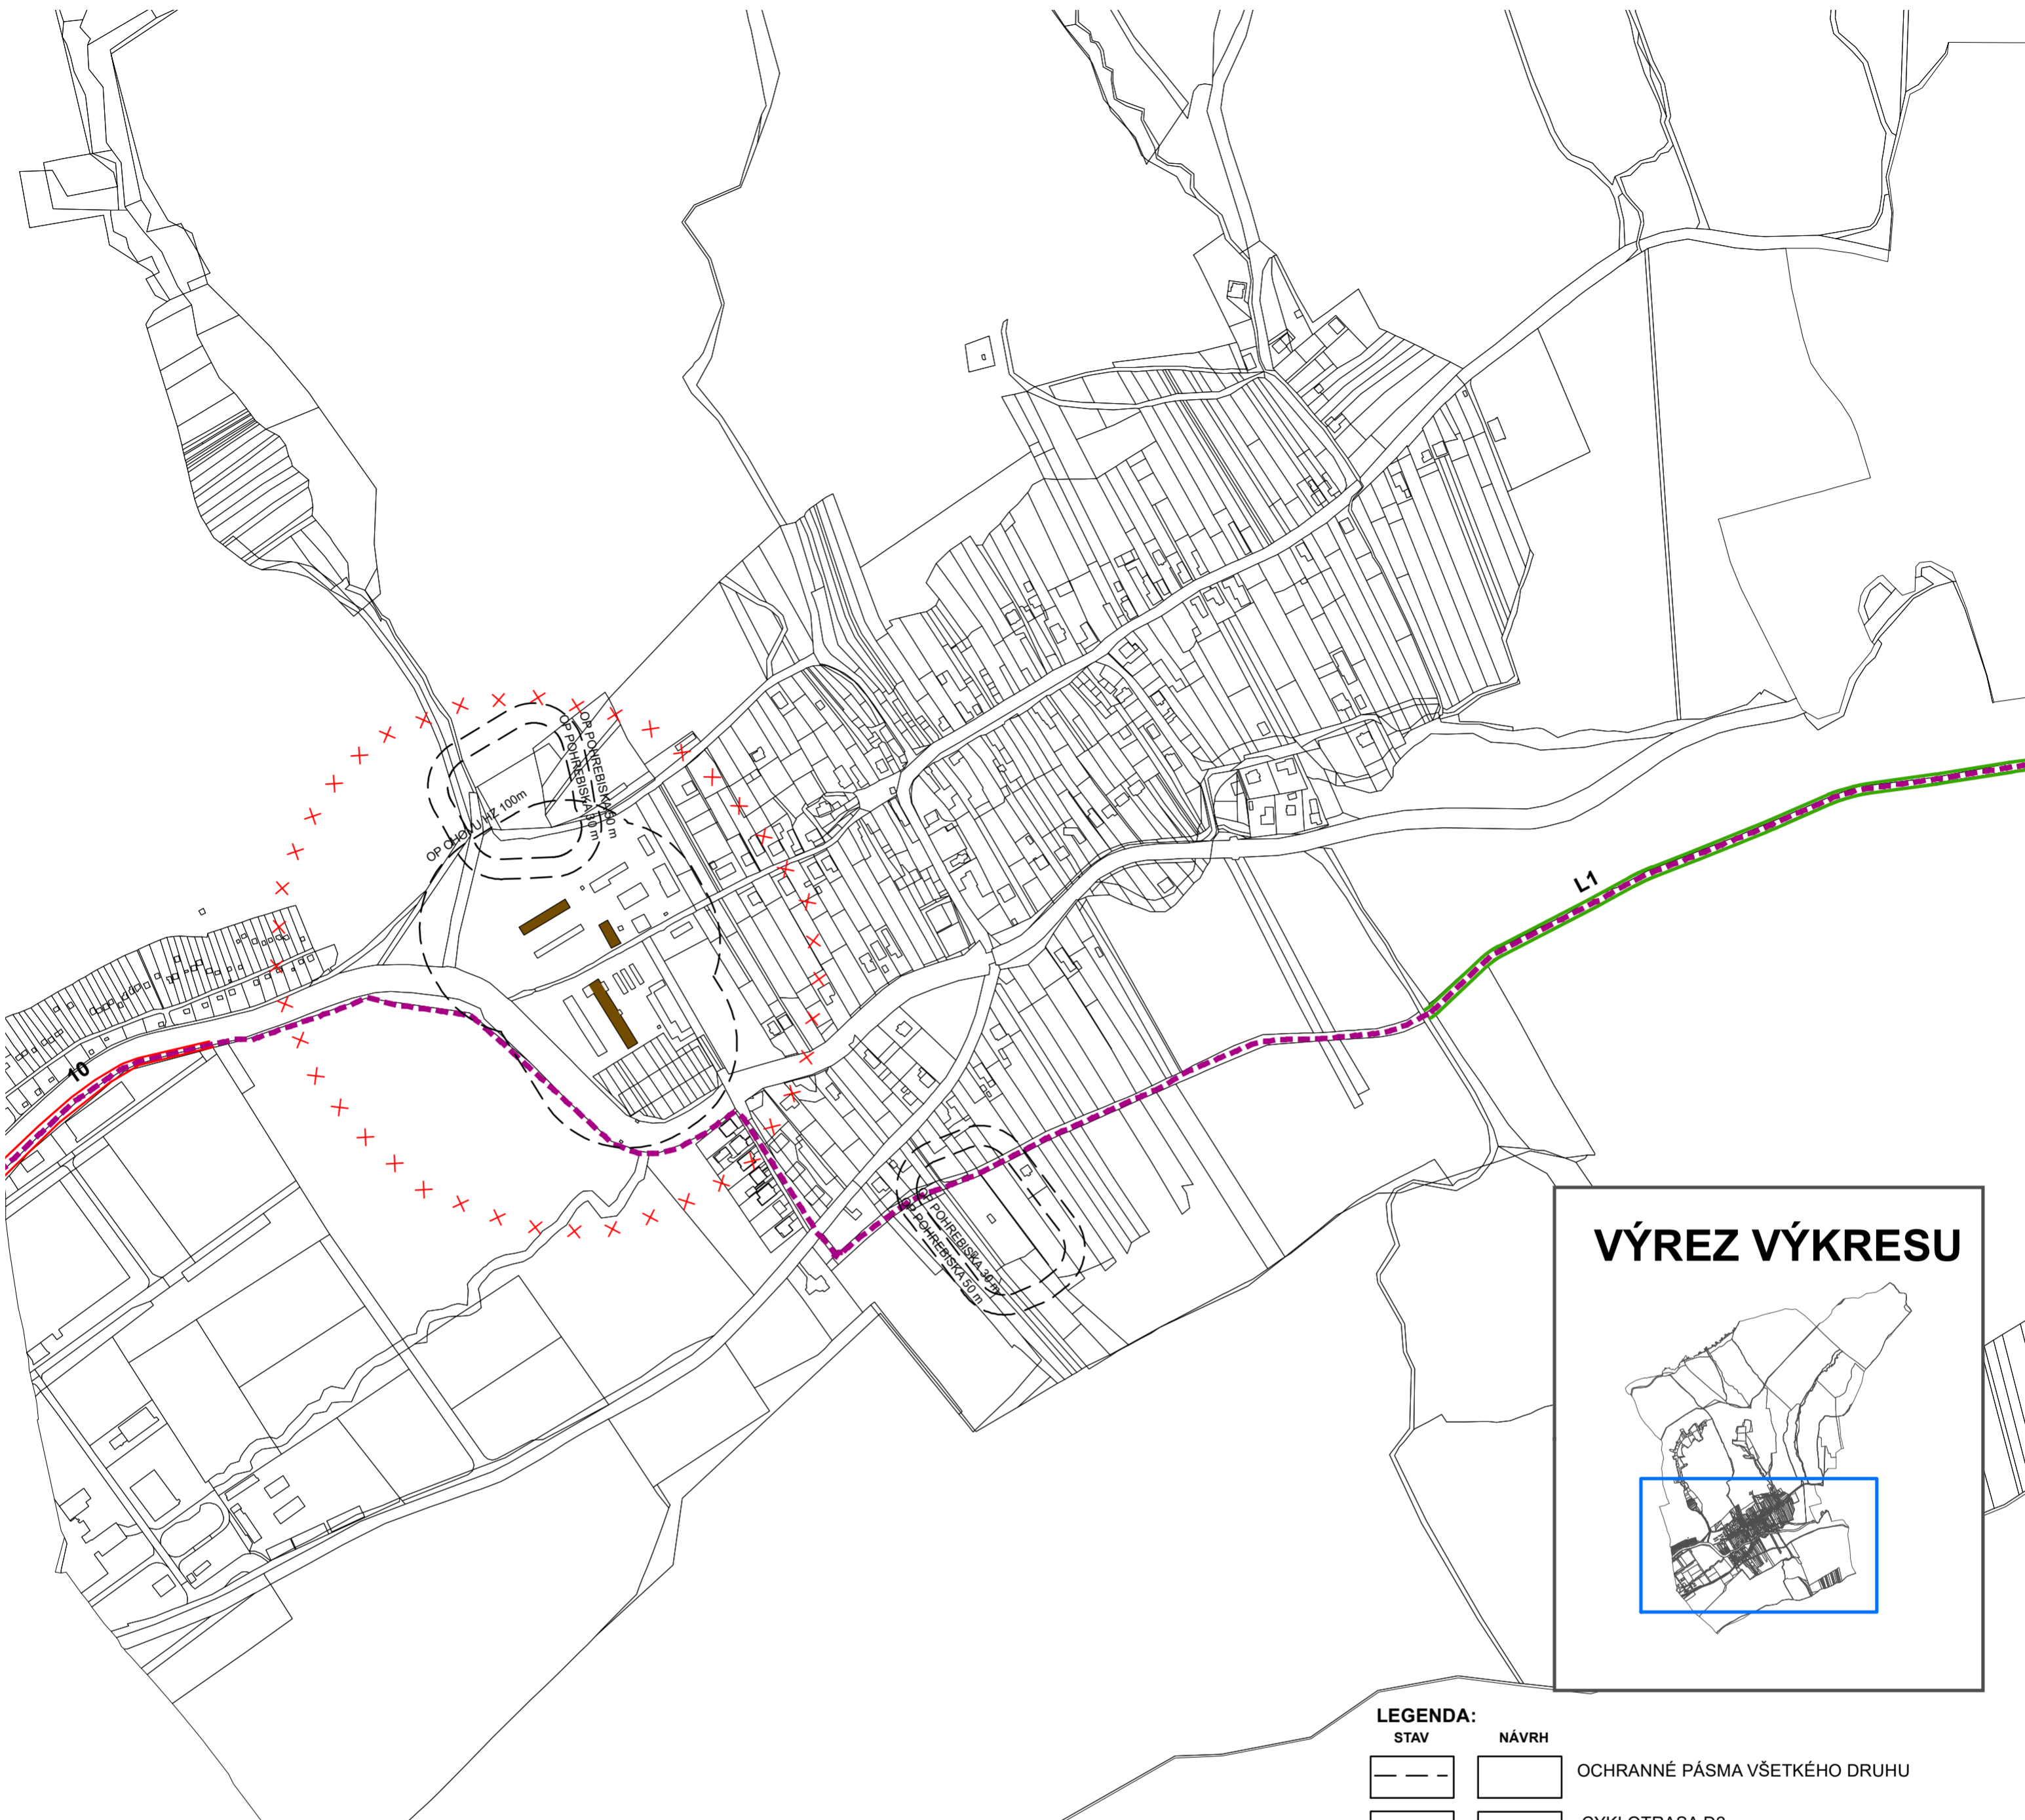 OP POHREBISKA 50 m
OP POHREBISKA 30 m
OP CHOVU HZ 100m
L1
10
OP POHREBISKA 30 m
OP POHREBISKA 50 m
VÝREZ VÝKRESU
LEGENDA:
STAV NÁVRH
OCHRANNÉ PÁSMA VŠETKÉHO DRUHU